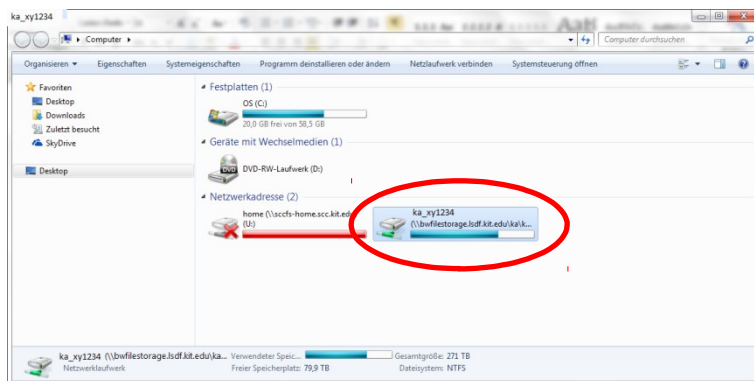 ka_xy1234
Computer
Computer durchsuchen
Organisieren Eigenschaften Systemeigenschaften Programm deinstallieren oder ändern Netzlaufwerk verbinden Systemsteuerung öffnen
Favoriten
Desktop
Downloads
Zuletzt besucht
SkyDrive
Desktop
Festplatten (1)
OS (C:)
20,0 GB frei von 58,5 GB
Geräte mit Wechselmedien (1)
DVD
DVD-RW-Laufwerk (D:)
Netzwerkadresse (2)
home (\\sccfs-home.scc.kit.edu
(U:)
ka_xy1234
(\\bwfilestorage.lsdf.kit.edu\ka\k...
ka_xy1234 (\\bwfilestorage.lsdf.kit.edu\ka... Verwendeter Speic... Gesamtgröße: 271 TB
Netzwerklaufwerk Freier Speicherplatz: 79,9 TB Dateisystem: NTFS